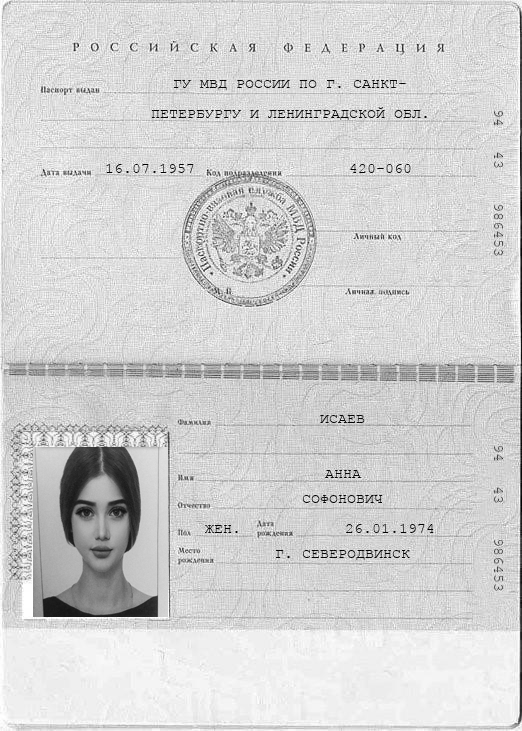 РОССИЙСКАЯ ФЕДЕРАЦИЯ
Паспорт выдан ГУ МВД РОССИИ ПО Г. САНКТ-
ПЕТЕРБУРГУ И ЛЕНИНГРАДСКОЙ ОБЛ.
Дата выдачи 16.07.1957 Код подразделения 420-060
94 43 986453
Паспортно-визовая служба МВД России
Личный код
М.П.
Личная подпись
Фамилия ИСАЕВ
Имя АННА
Отчество СОФОНОВИЧ
Пол ЖЕН. Дата рождения 26.01.1974
Место рождения Г. СЕВЕРОДВИНСК
94 43 986453